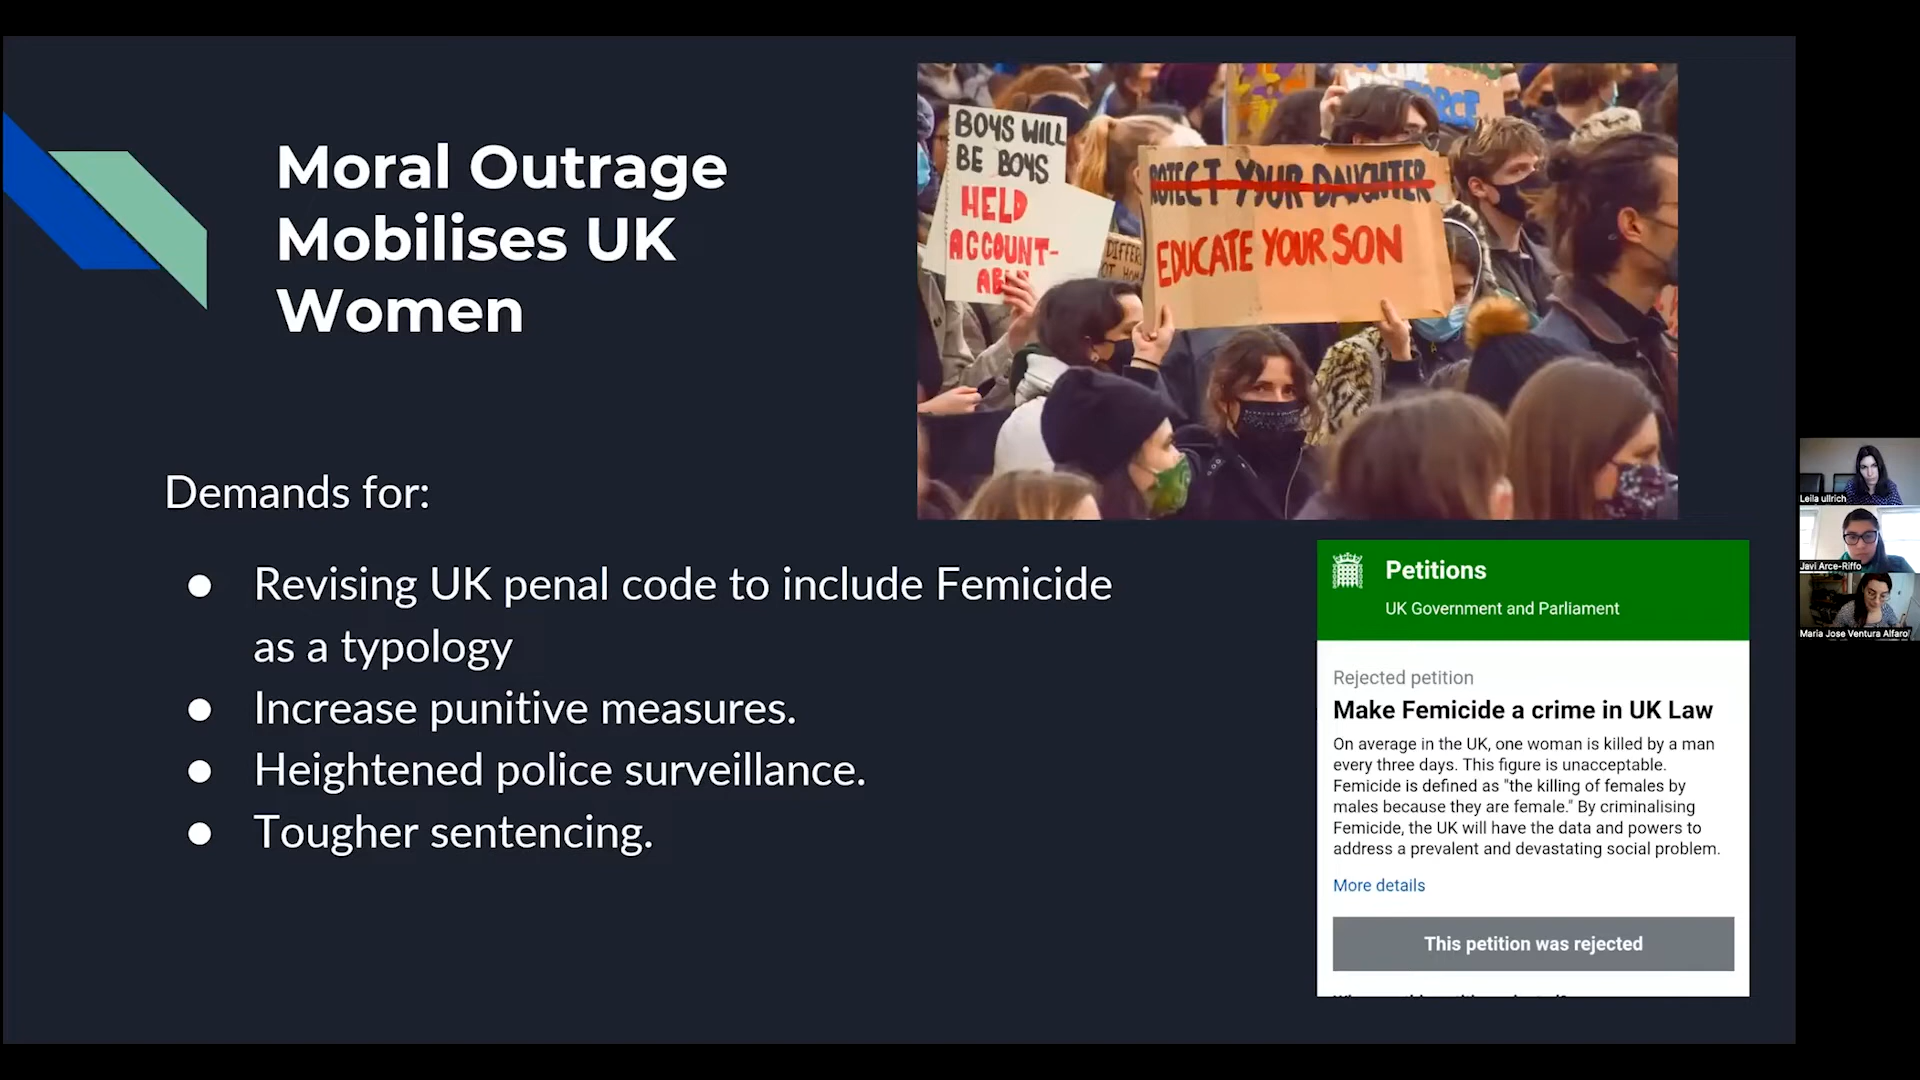 Moral Outrage
Mobilises UK
Women
Demands for:
● Revising UK penal code to include Femicide
as a typology
● Increase punitive measures.
● Heightened police surveillance.
● Tougher sentencing.
BOYS WILL
BE BOYS
HELD
ACCOUNT-
AB
ROTECT YOUR DAUGHTER
EDUCATE YOUR SON
Petitions
UK Government and Parliament
Rejected petition
Make Femicide a crime in UK Law
On average in the UK, one woman is killed by a man
every three days. This figure is unacceptable.
Femicide is defined as "the killing of females by
males because they are female." By criminalising
Femicide, the UK will have the data and powers to
address a prevalent and devastating social problem.
More details
This petition was rejected
Leila ullrich
Javi Arce-Riffo
María Jose Ventura Alfaro